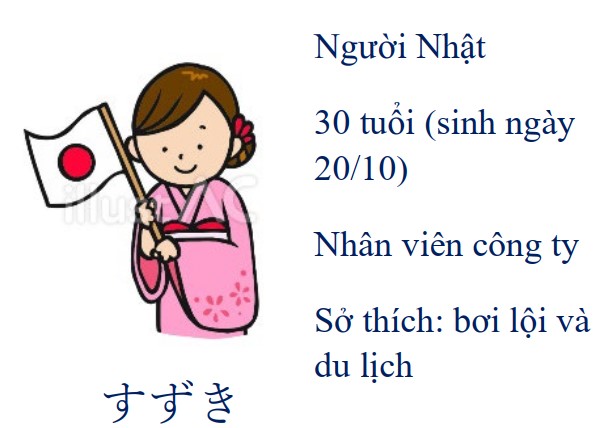 Người Nhật
30 tuổi (sinh ngày
20/10)
Nhân viên công ty
Sở thích: bơi lội và
du lịch
すずき